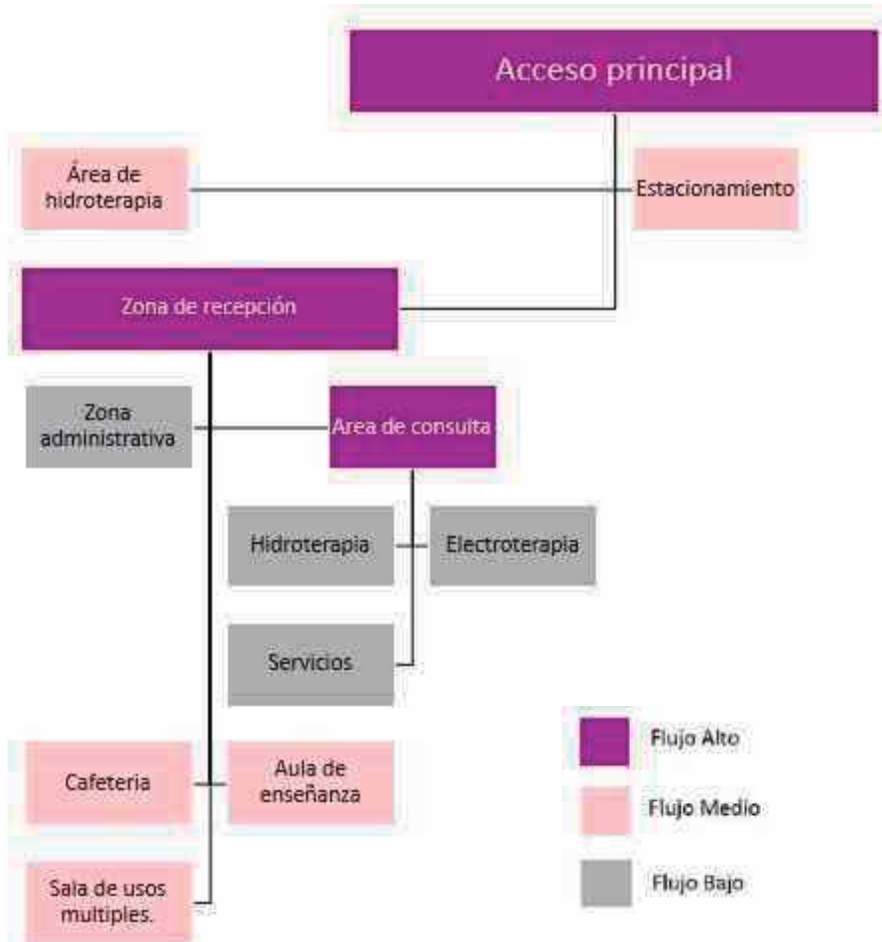 Acceso principal
Área de
hidroterapia
Estacionamiento
Zona de recepción
Zona
administrativa
Area de consulta
Hidroterapia
Electroterapia
Servicios
Cafeteria
Aula de
enseñanza
Sala de usos
multiples.
Flujo Alto
Flujo Medio
Flujo Bajo